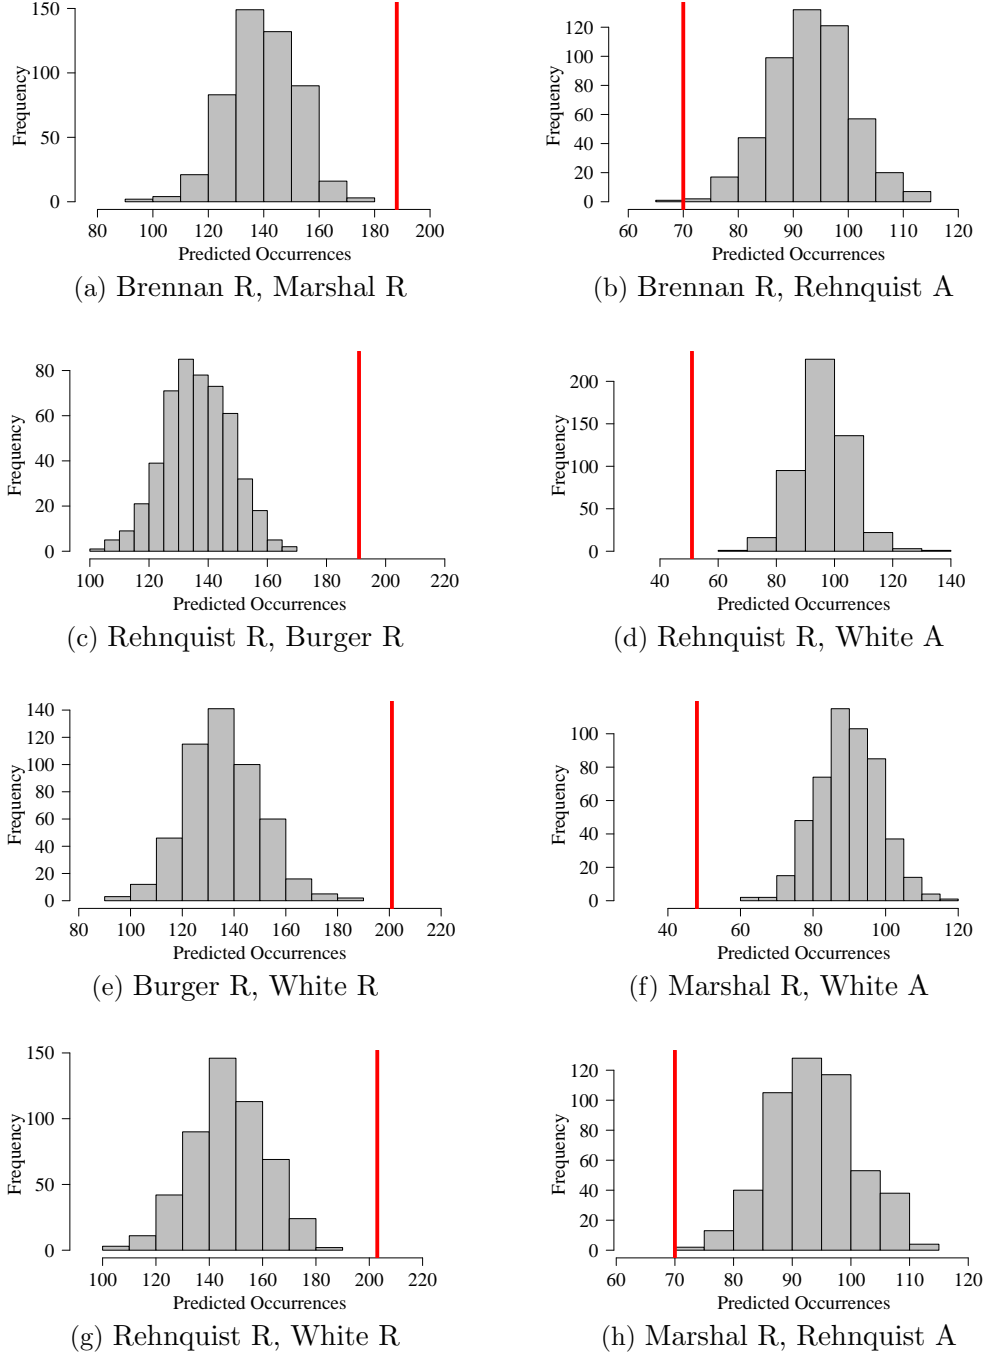 150
100
50
0
Frequency
80 100 120 140 160 180 200
Predicted Occurrences
(a) Brennan R, Marshal R
120
100
80
60
40
20
0
Frequency
60 70 80 90 100 110 120
Predicted Occurrences
(b) Brennan R, Rehnquist A
80
60
40
20
0
Frequency
100 120 140 160 180 200 220
Predicted Occurrences
(c) Rehnquist R, Burger R
200
150
100
50
0
Frequency
40 60 80 100 120 140
Predicted Occurrences
(d) Rehnquist R, White A
140
120
100
80
60
40
20
0
Frequency
80 100 120 140 160 180 200 220
Predicted Occurrences
(e) Burger R, White R
100
80
60
40
20
0
Frequency
40 60 80 100 120
Predicted Occurrences
(f) Marshal R, White A
150
100
50
0
Frequency
100 120 140 160 180 200 220
Predicted Occurrences
(g) Rehnquist R, White R
120
100
80
60
40
20
0
Frequency
60 70 80 90 100 110 120
Predicted Occurrences
(h) Marshal R, Rehnquist A